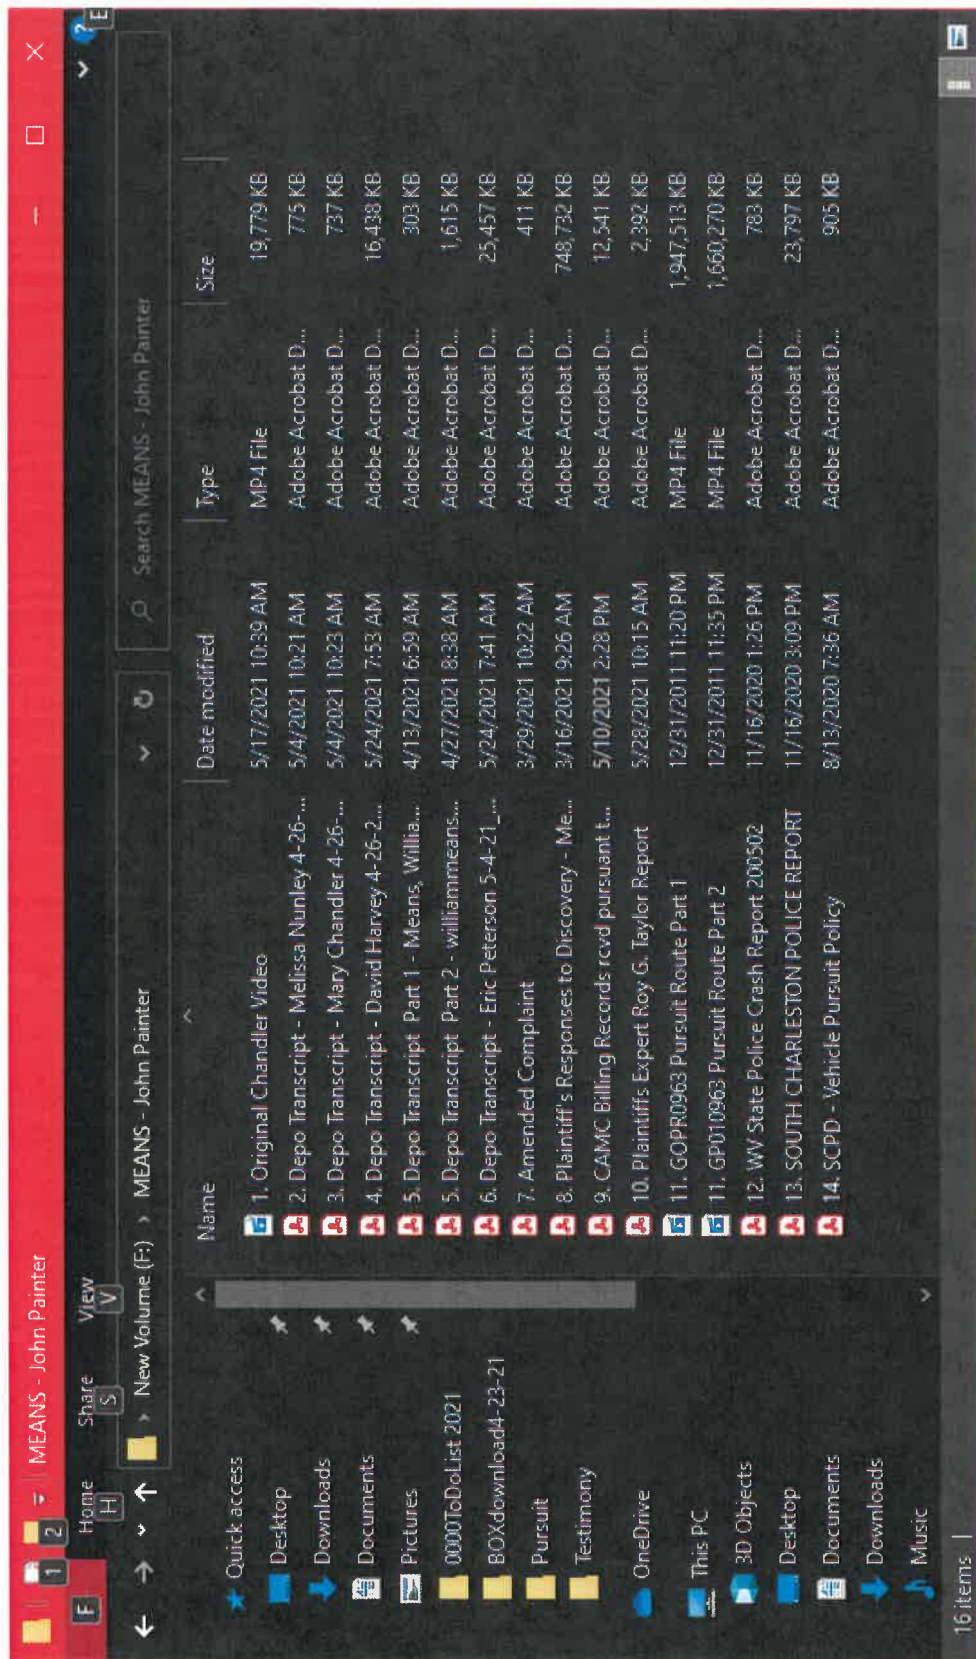 MEANS - John Painter
1 2
F Home Share View
H S V E
New Volume (F:) > MEANS - John Painter Search MEANS - John Painter
Quick access
Desktop
Downloads
Documents
Pictures
0000ToDoList 2021
BOXdownload4-23-21
Pursuit
Testimony
OneDrive
This PC
3D Objects
Desktop
Documents
Downloads
Music
Name Date modified Type Size
1. Original Chandler Video 5/17/2021 10:39 AM MP4 File 19,779 KB
2. Depo Transcript - Melissa Nunley 4-26-... 5/4/2021 10:21 AM Adobe Acrobat D... 775 KB
3. Depo Transcript - Mary Chandler 4-26-... 5/4/2021 10:23 AM Adobe Acrobat D... 737 KB
4. Depo Transcript - David Harvey 4-26-2... 5/24/2021 7:53 AM Adobe Acrobat D... 16,438 KB
5. Depo Transcript Part 1 - Means, Willia... 4/13/2021 6:59 AM Adobe Acrobat D... 303 KB
5. Depo Transcript Part 2 - williammeans... 4/27/2021 8:38 AM Adobe Acrobat D... 1,615 KB
6. Depo Transcript - Eric Peterson 5-4-21_... 5/24/2021 7:41 AM Adobe Acrobat D... 25,457 KB
7. Amended Complaint 3/29/2021 10:22 AM Adobe Acrobat D... 411 KB
8. Plaintiff's Responses to Discovery - Me... 3/16/2021 9:26 AM Adobe Acrobat D... 748,732 KB
9. CAMC Billing Records rcvd pursuant t... 5/10/2021 2:28 PM Adobe Acrobat D... 12,541 KB
10. Plaintiffs Expert Roy G. Taylor Report 5/28/2021 10:15 AM Adobe Acrobat D... 2,392 KB
11. GOPR0963 Pursuit Route Part 1 12/31/2011 11:20 PM MP4 File 1,947,513 KB
11. GP010963 Pursuit Route Part 2 12/31/2011 11:35 PM MP4 File 1,660,270 KB
12. WV State Police Crash Report 200502 11/16/2020 1:26 PM Adobe Acrobat D... 783 KB
13. SOUTH CHARLESTON POLICE REPORT 11/16/2020 3:09 PM Adobe Acrobat D... 23,797 KB
14. SCPD - Vehicle Pursuit Policy 8/13/2020 7:36 AM Adobe Acrobat D... 905 KB
16 items